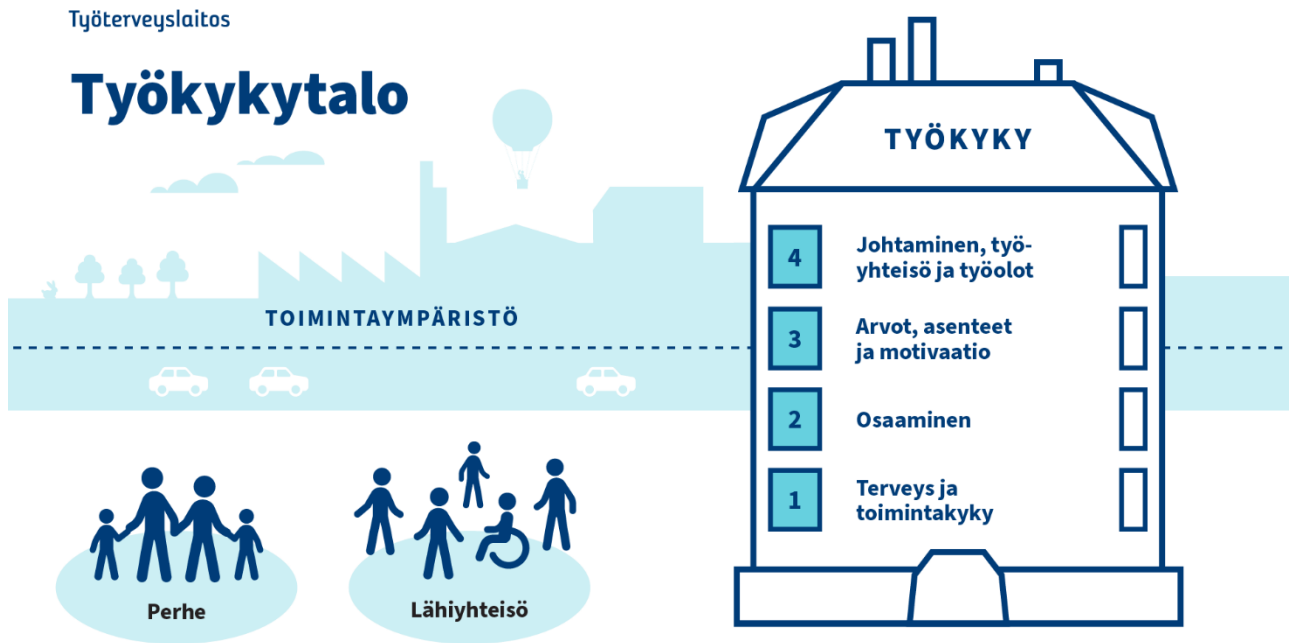 Työterveyslaitos
Työkykytalo
TYÖKYKY
4
Johtaminen, työ-
yhteisö ja työolot
TOIMINTAYMPÄRISTÖ
3
Arvot, asenteet
ja motivaatio
2
Osaaminen
1
Terveys ja
toimintakyky
Perhe
Lähiyhteisö